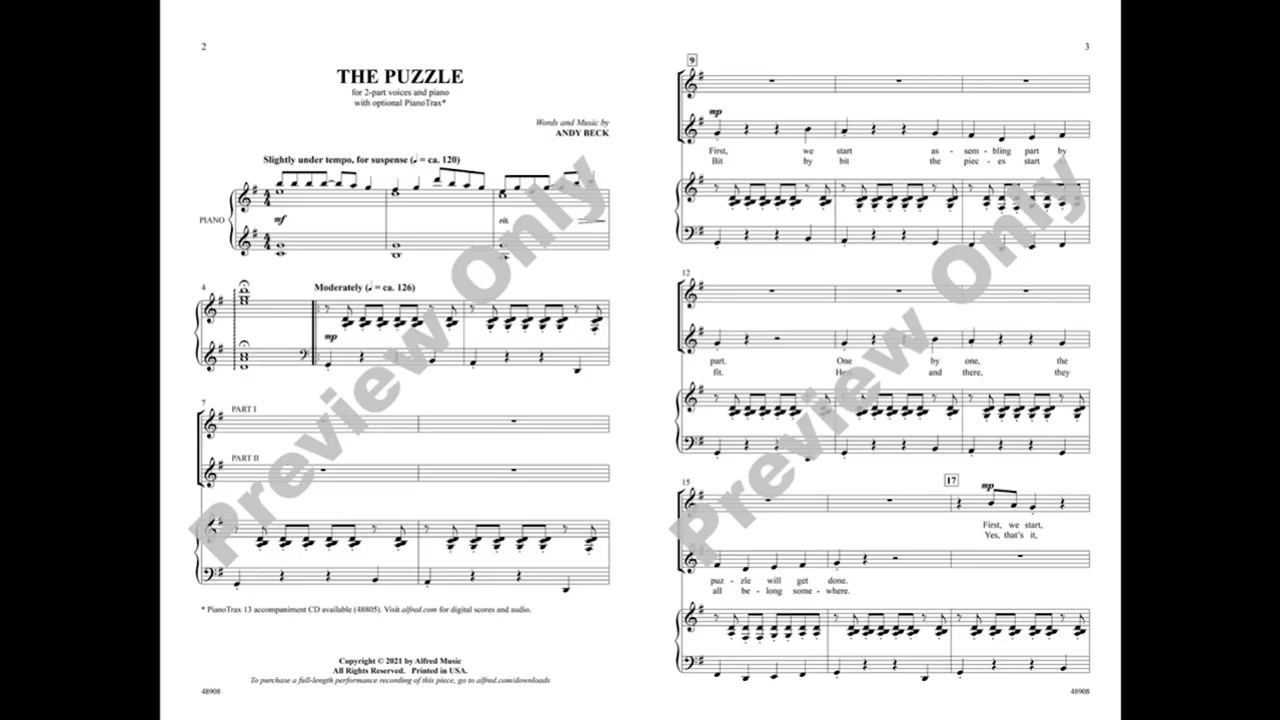 2
THE PUZZLE
for 2-part voices and piano
with optional PianoTrax*
Words and Music by
ANDY BECK
Slightly under tempo, for suspense (♩ = ca. 120)
PIANO
mf
rit.
4
Moderately (♩ = ca. 126)
mp
7
PART I
PART II
* PianoTrax 13 accompaniment CD available (48805). Visit alfred.com for digital scores and audio.
Copyright © 2021 by Alfred Music
All Rights Reserved. Printed in USA.
To purchase a full-length performance recording of this piece, go to alfred.com/downloads
48908
Preview Only
3
9
mp
First, we start as - sem - bling part by
Bit by bit the piec - es start
12
part. One by one, the
fit. Here and there, they
15
17
mp
First, we start,
Yes, that's it,
puz - zle will get done.
all be - long some - where.
48908
Preview Only